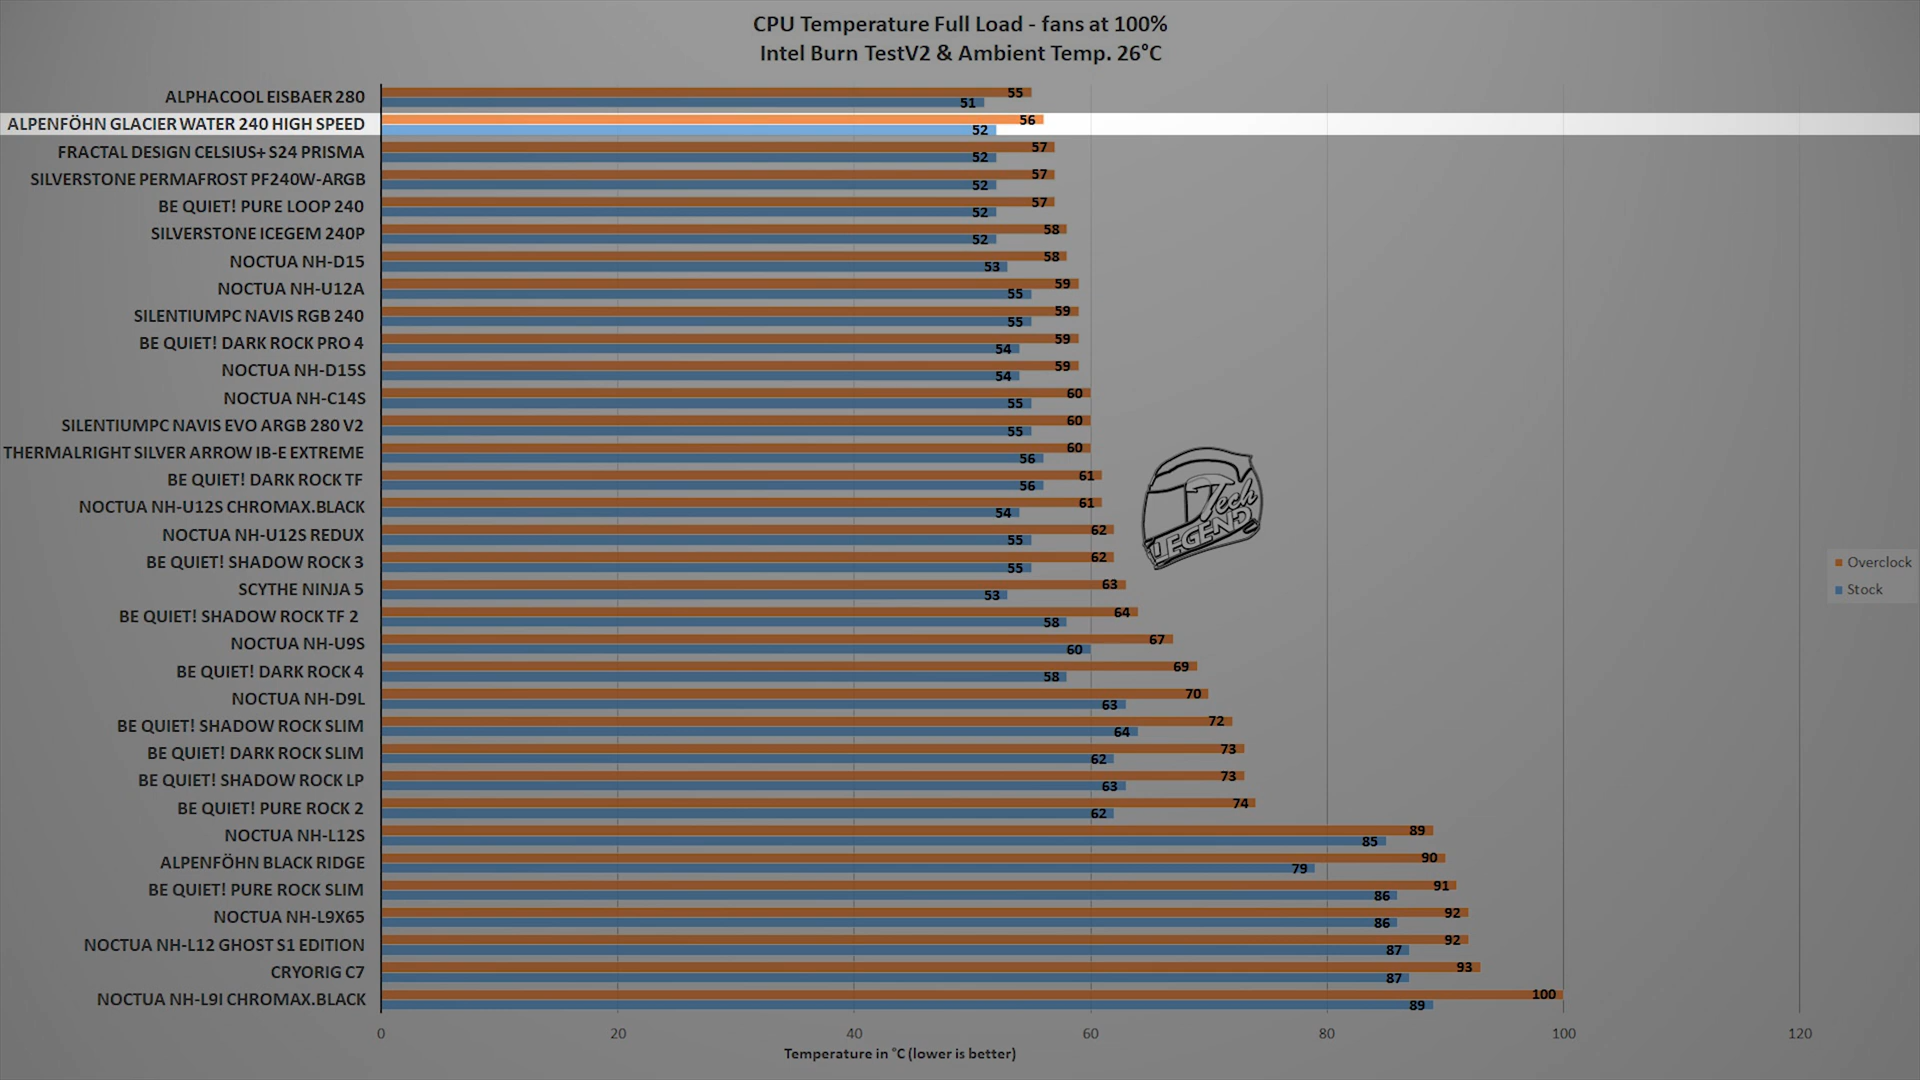 CPU Temperature Full Load - fans at 100%
Intel Burn TestV2 & Ambient Temp. 26°C
ALPHACOOL EISBAER 280 55 51
ALPENFÖHN GLACIER WATER 240 HIGH SPEED 56 52
FRACTAL DESIGN CELSIUS+ S24 PRISMA 57 52
SILVERSTONE PERMAFROST PF240W-ARGB 57 52
BE QUIET! PURE LOOP 240 57 52
SILVERSTONE ICEGEM 240P 58 52
NOCTUA NH-D15 58 53
NOCTUA NH-U12A 59 55
SILENTIUMPC NAVIS RGB 240 59 55
BE QUIET! DARK ROCK PRO 4 59 54
NOCTUA NH-D15S 59 54
NOCTUA NH-C14S 60 55
SILENTIUMPC NAVIS EVO ARGB 280 V2 60 55
THERMALRIGHT SILVER ARROW IB-E EXTREME 60 56
BE QUIET! DARK ROCK TF 61 56
NOCTUA NH-U12S CHROMAX.BLACK 61 54
NOCTUA NH-U12S REDUX 62 55
BE QUIET! SHADOW ROCK 3 62 55
SCYTHE NINJA 5 63 53
BE QUIET! SHADOW ROCK TF 2 64 58
NOCTUA NH-U9S 67 60
BE QUIET! DARK ROCK 4 69 58
NOCTUA NH-D9L 70 63
BE QUIET! SHADOW ROCK SLIM 72 64
BE QUIET! DARK ROCK SLIM 73 62
BE QUIET! SHADOW ROCK LP 73 63
BE QUIET! PURE ROCK 2 74 62
NOCTUA NH-L12S 89 85
ALPENFÖHN BLACK RIDGE 90 79
BE QUIET! PURE ROCK SLIM 91 86
NOCTUA NH-L9X65 92 86
NOCTUA NH-L12 GHOST S1 EDITION 92 87
CRYORIG C7 93 87
NOCTUA NH-L9I CHROMAX.BLACK 100 89
0 20 40 60 80 100 120
Temperature in °C (lower is better)
Tech
LEGEND
Overclock
Stock